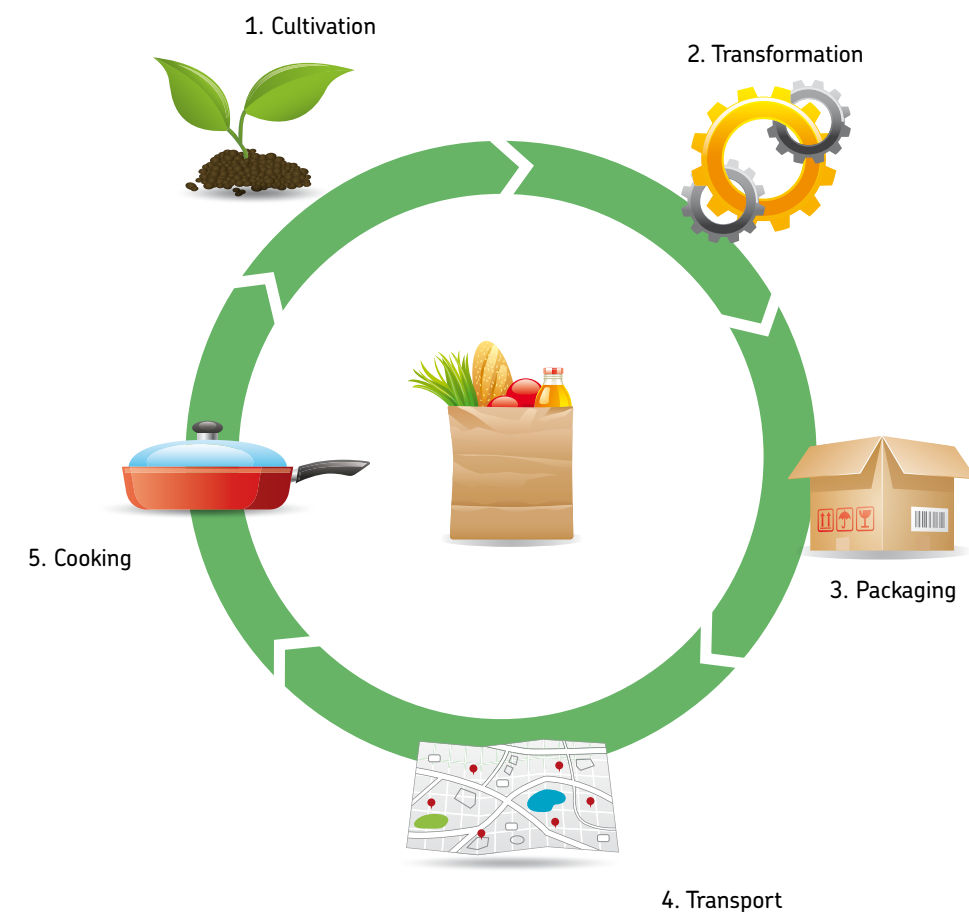 1. Cultivation
2. Transformation
3. Packaging
4. Transport
5. Cooking